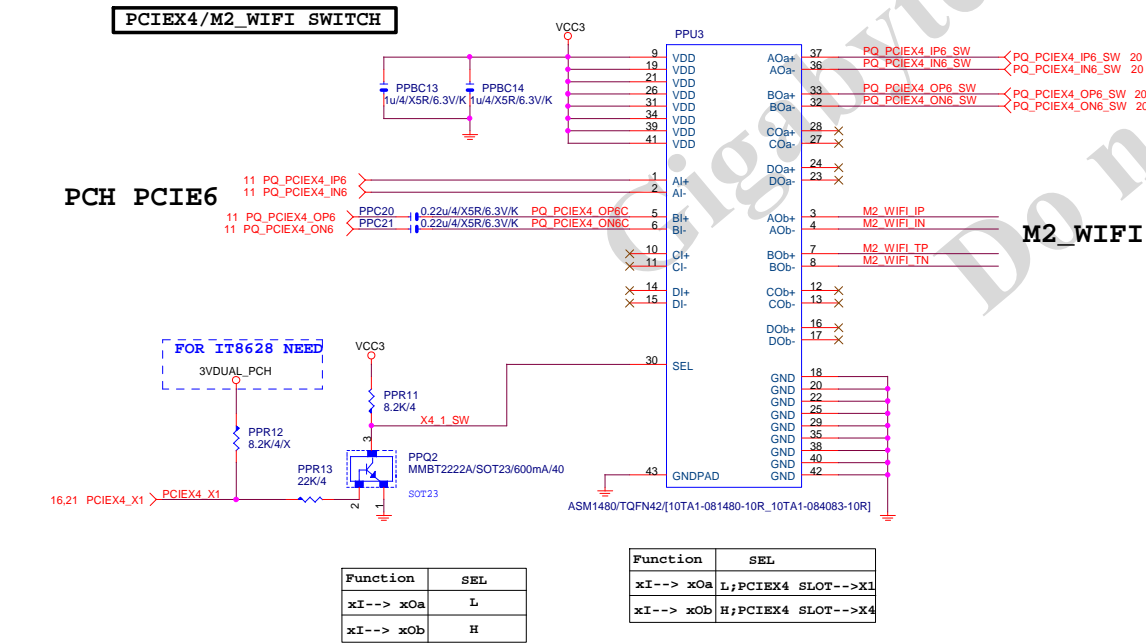 PCIEX4/M2_WIFI SWITCH
VCC3
PPU3
9 VDD
19 VDD
21 VDD
26 VDD
31 VDD
34 VDD
39 VDD
41 VDD
PPBC13
1u/4/X5R/6.3V/K
PPBC14
1u/4/X5R/6.3V/K
AOa+ 37 PQ_PCIEX4_IP6_SW PQ_PCIEX4_IP6_SW 20
AOa- 36 PQ_PCIEX4_IN6_SW PQ_PCIEX4_IN6_SW 20
BOa+ 33 PQ_PCIEX4_OP6_SW PQ_PCIEX4_OP6_SW 20
BOa- 32 PQ_PCIEX4_ON6_SW PQ_PCIEX4_ON6_SW 20
COa+ 28
COa- 27
DOa+ 24
DOa- 23
PCH PCIE6
11 PQ_PCIEX4_IP6 1 AI+
11 PQ_PCIEX4_IN6 2 AI-
11 PQ_PCIEX4_OP6 PPC20 0.22u/4/X5R/6.3V/K PQ_PCIEX4_OP6C 5 BI+
11 PQ_PCIEX4_ON6 PPC21 0.22u/4/X5R/6.3V/K PQ_PCIEX4_ON6C 6 BI-
10 CI+
11 CI-
14 DI+
15 DI-
AOb+ 3 M2_WIFI_IP
AOb- 4 M2_WIFI_IN
M2_WIFI
BOb+ 7 M2_WIFI_TP
BOb- 8 M2_WIFI_TN
COb+ 12
COb- 13
DOb+ 16
DOb- 17
FOR IT8628 NEED
3VDUAL_PCH
VCC3
30 SEL
PPR11
8.2K/4
X4_1_SW
PPR12
8.2K/4/X
3
PPQ2
MMBT2222A/SOT23/600mA/40
SOT23
PPR13
22K/4
2
1
16,21 PCIEX4_X1 PCIEX4_X1
GND 18
GND 20
GND 22
GND 25
GND 29
GND 35
GND 38
GND 40
GND 42
43 GNDPAD
ASM1480/TQFN42/[10TA1-081480-10R_10TA1-084083-10R]
Function SEL
xI--> xOa L
xI--> xOb H
Function SEL
xI--> xOa L;PCIEX4 SLOT-->X1
xI--> xOb H;PCIEX4 SLOT-->X4
Gigabyte
Do n